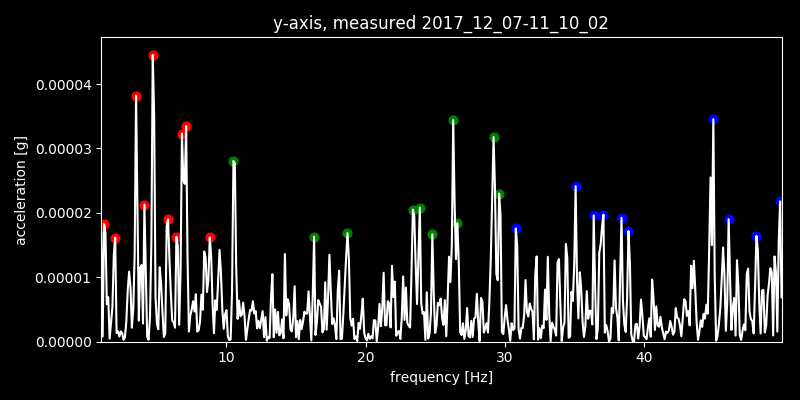 y-axis, measured 2017_12_07-11_10_02
acceleration [g]
0.00004
0.00003
0.00002
0.00001
0.00000
10 20 30 40
frequency [Hz]